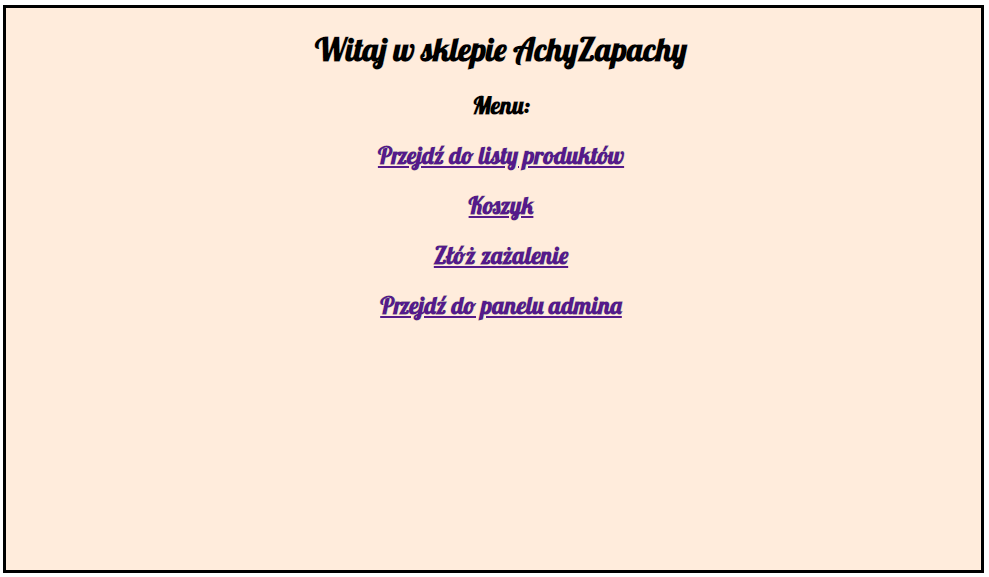 Witaj w sklepie AchyZapachy
Menu:
Przejdź do listy produktów
Koszyk
Złóż zażalenie
Przejdź do panelu admina